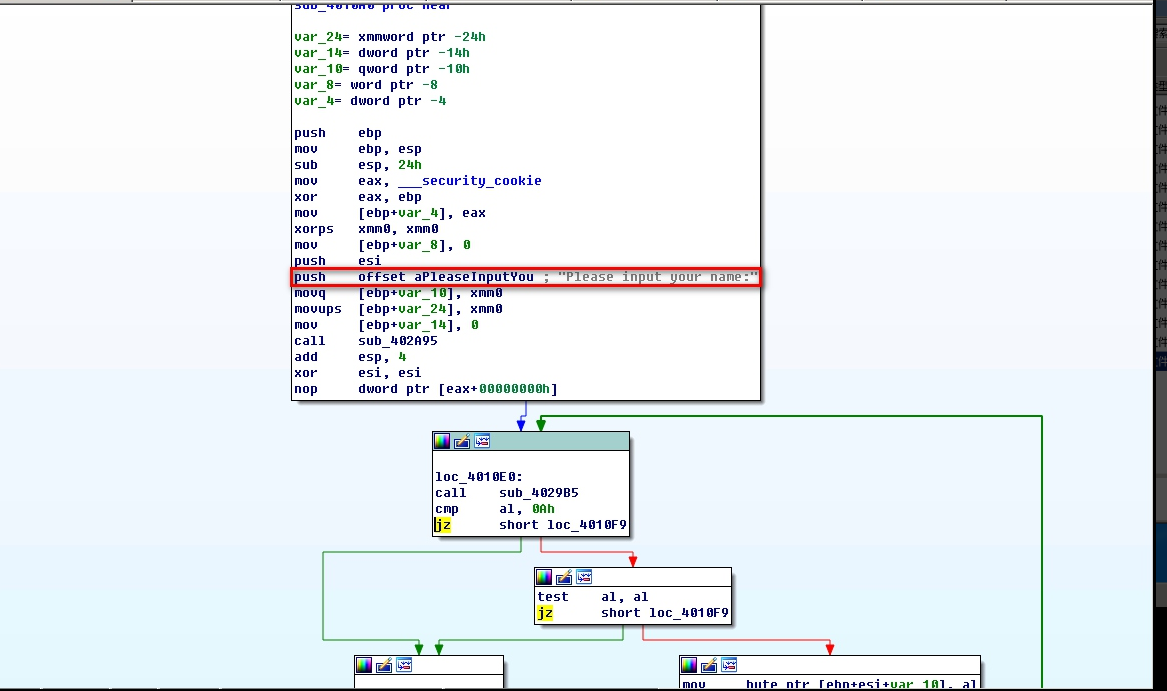 sub_4010A0 proc near
var_24= xmmword ptr -24h
var_14= dword ptr -14h
var_10= qword ptr -10h
var_8= word ptr -8
var_4= dword ptr -4
push ebp
mov ebp, esp
sub esp, 24h
mov eax, ___security_cookie
xor eax, ebp
mov [ebp+var_4], eax
xorps xmm0, xmm0
mov [ebp+var_8], 0
push esi
push offset aPleaseInputYou ; "Please input your name:"
movq [ebp+var_10], xmm0
movups [ebp+var_24], xmm0
mov [ebp+var_14], 0
call sub_402A95
add esp, 4
xor esi, esi
nop dword ptr [eax+00000000h]
loc_4010E0:
call sub_4029B5
cmp al, 0Ah
jz short loc_4010F9
test al, al
jz short loc_4010F9
mov byte ptr [ebp+esi+var_10], al